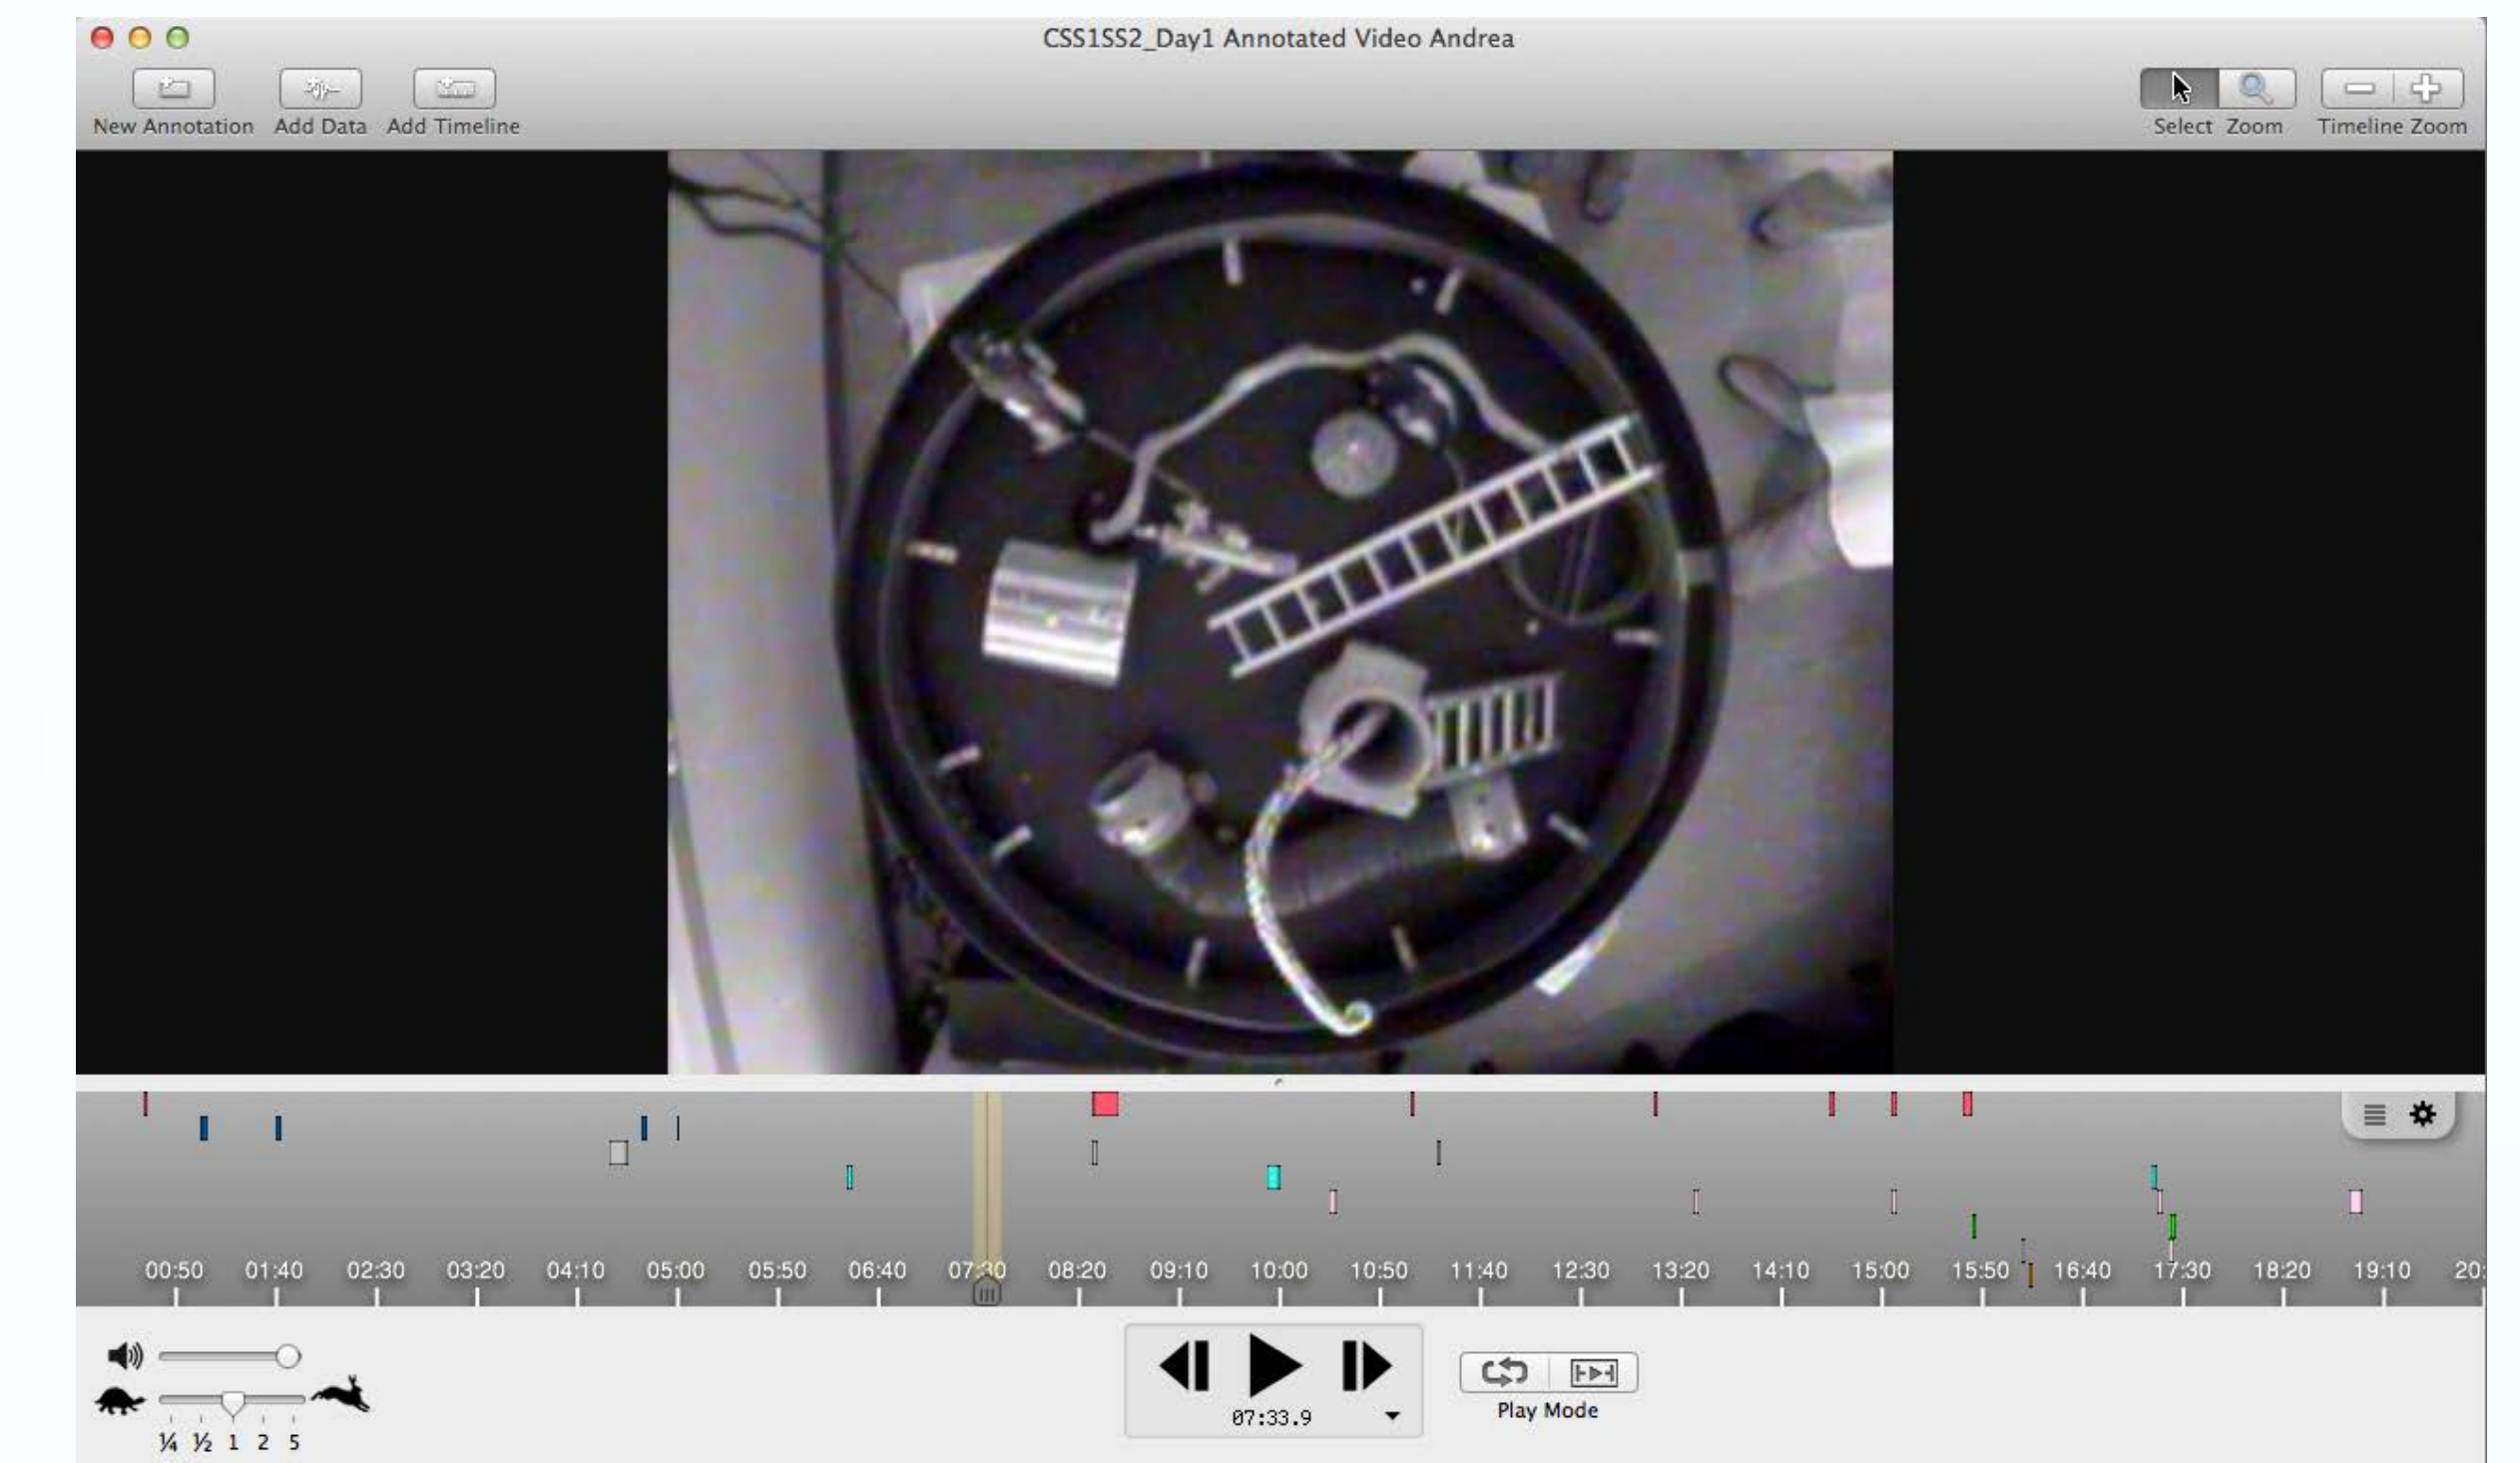 CSS1SS2_Day1 Annotated Video Andrea
New Annotation Add Data Add Timeline Select Zoom Timeline Zoom
00:50 01:40 02:30 03:20 04:10 05:00 05:50 06:40 07:30 08:20 09:10 10:00 10:50 11:40 12:30 13:20 14:10 15:00 15:50 16:40 17:30 18:20 19:10 20:
07:33.9
Play Mode
¼ ½ 1 2 5